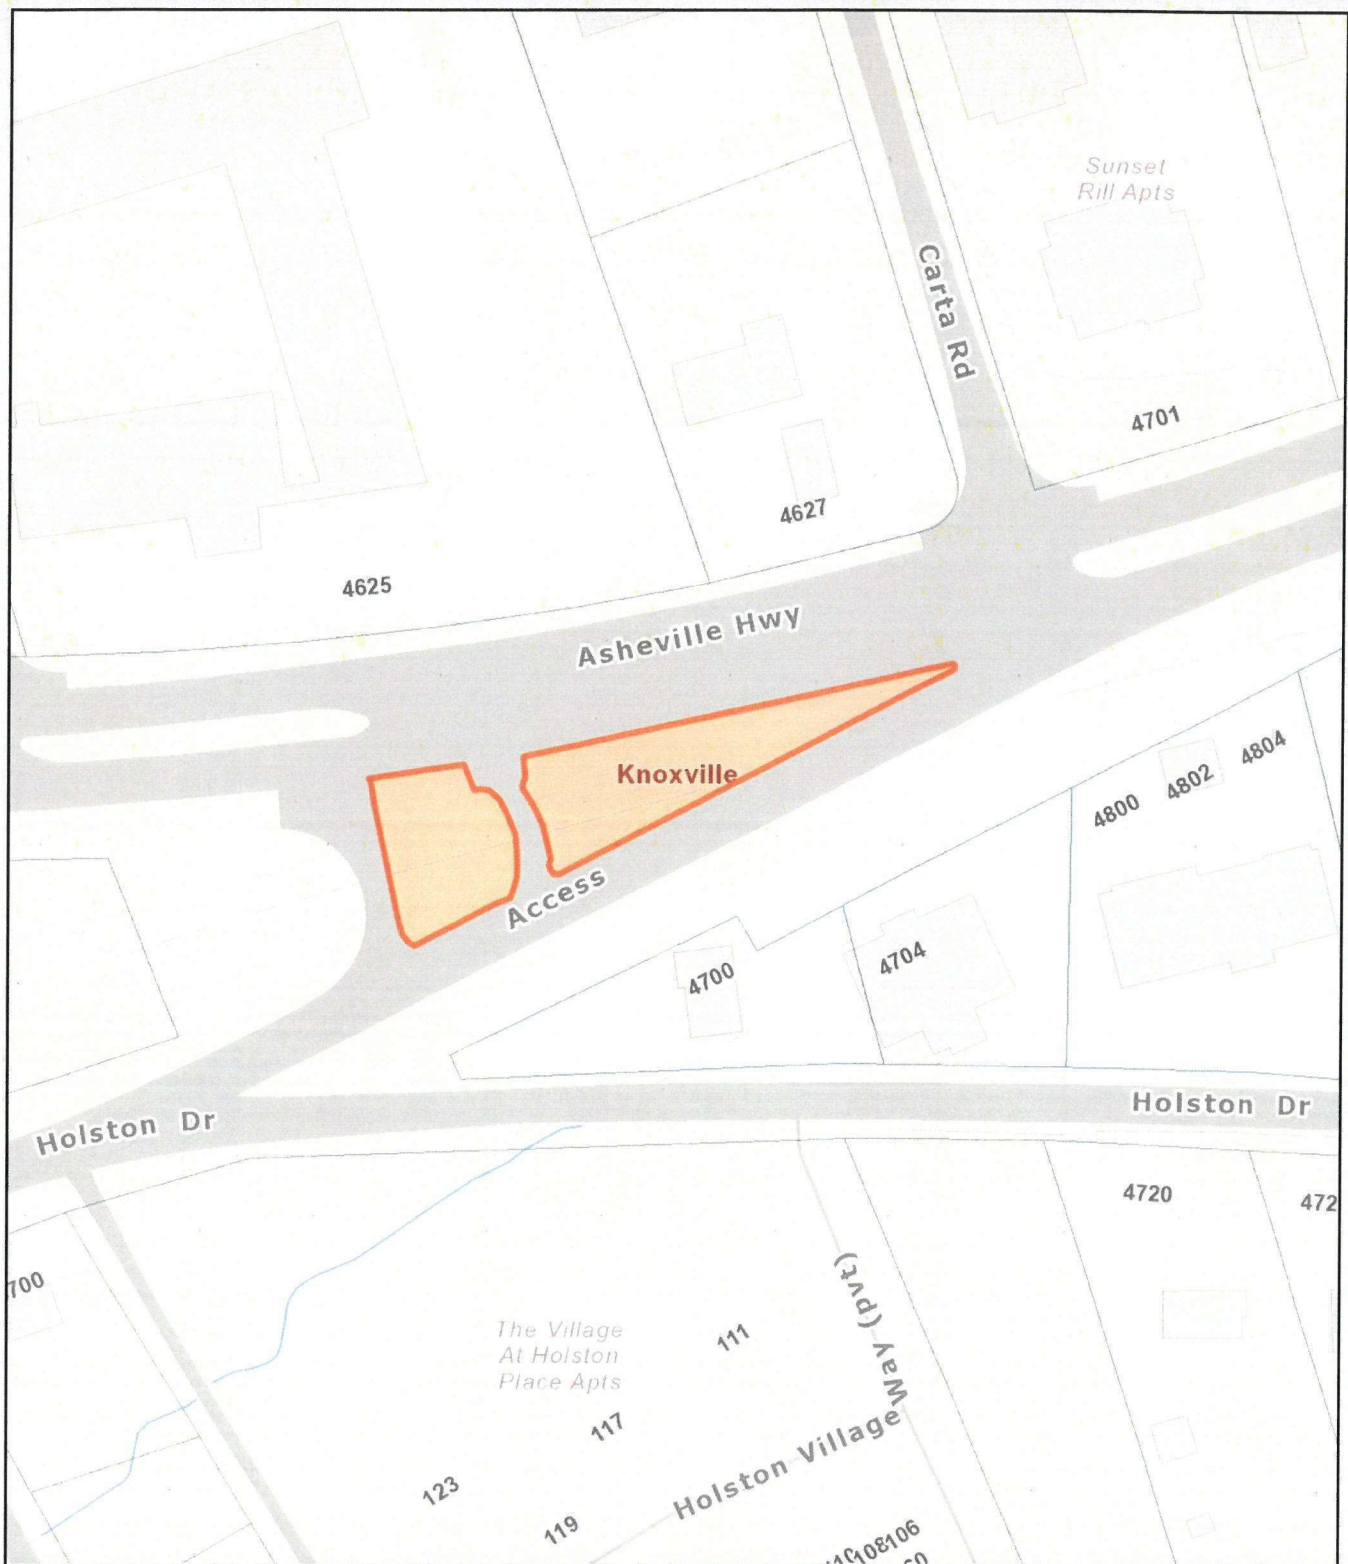 Sunset
Rill Apts
Carta Rd
4701
4627
4625
Asheville Hwy
Knoxville
4804
4802
4800
Access
4704
4700
Holston Dr
Holston Dr
4720
472
700
Way (pvt)
The Village
At Holston
Place Apts
111
117
Holston Village
123
119
108106